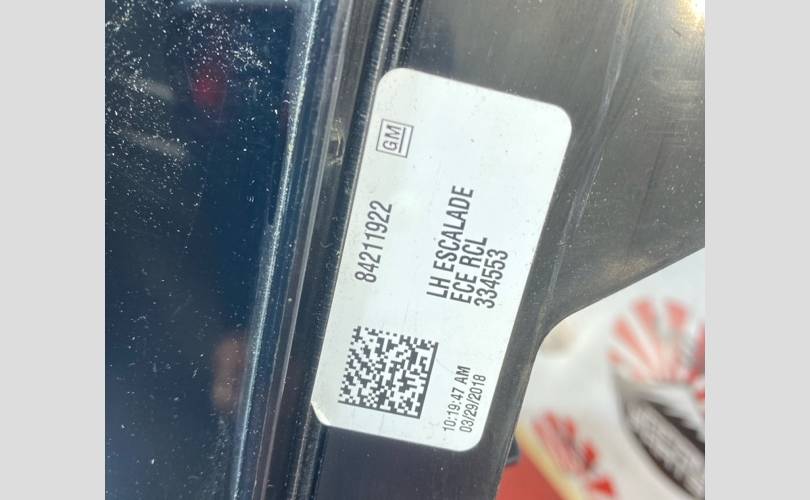 GM
84211922
LH ESCALADE
ECE RCL
334553
10:19:47 AM
03/29/2018